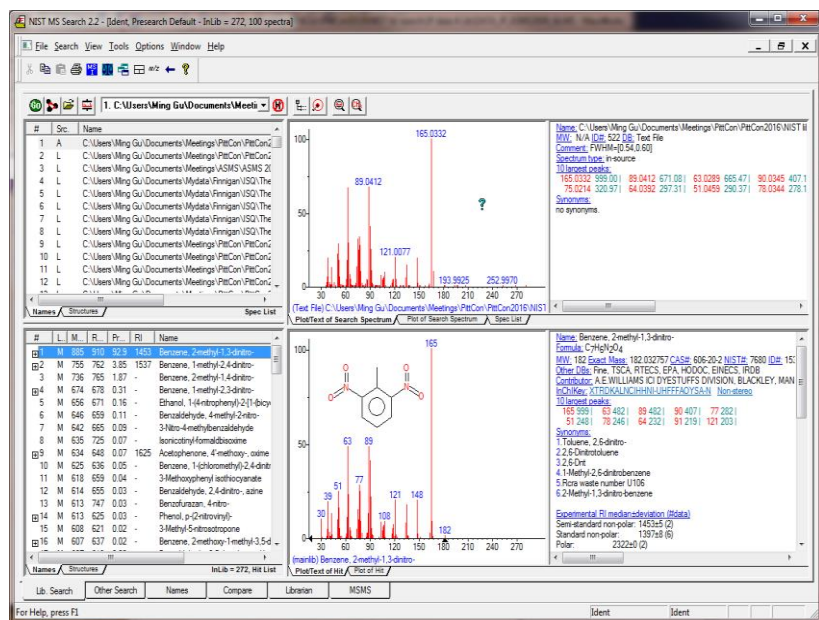 NIST MS Search 2.2 - [Ident, Presearch Default - InLib = 272, 100 spectra]
File Search View Tools Options Window Help
1. C:\Users\Ming Gu\Documents\Meeti
# Src. Name
1 A C:\Users\Ming Gu\Documents\Meetings\PittCon\PittCon2
2 L C:\Users\Ming Gu\Documents\Meetings\PittCon\PittCon2
3 L C:\Users\Ming Gu\Documents\Meetings\ASMS\ASMS 20
4 L C:\Users\Ming Gu\Documents\Mydata\Finnigan\ISQ\The
5 L C:\Users\Ming Gu\Documents\Mydata\Finnigan\ISQ\The
6 L C:\Users\Ming Gu\Documents\Mydata\Finnigan\ISQ\The
7 L C:\Users\Ming Gu\Documents\Mydata\Finnigan\ISQ\The
8 L C:\Users\Ming Gu\Documents\Mydata\Finnigan\ISQ\The
9 L C:\Users\Ming Gu\Documents\Meetings\PittCon\PittCon2
10 L C:\Users\Ming Gu\Documents\Meetings\PittCon\PittCon2
11 L C:\Users\Ming Gu\Documents\Meetings\PittCon\PittCon2
12 L C:\Users\Ming Gu\Documents\Meetings\PittCon\PittCon2
Names Structures Spec List
100 165.0332
89.0412
?
50
121.0077
193.9925 252.9970
0
30 60 90 120 150 180 210 240 270
(Text File) C:\Users\Ming Gu\Documents\Meetings\PittCon\PittCon2016\NIST
Plot/Text of Search Spectrum Plot of Search Spectrum Spec List
Name: C:\Users\Ming Gu\Documents\Meetings\PittCon\PittCon2016\NIST li
MW: N/A ID#: 522 DB: Text File
Comment: FWHM=[0.54,0.60]
Spectrum type: in-source
10 largest peaks:
165.0332 999.00 | 89.0412 671.08 | 63.0289 665.47 | 90.0345 407.1
75.0214 320.97 | 64.0392 297.31 | 51.0459 290.37 | 78.0344 278.1
Synonyms:
no synonyms.
# L.. M... R... Pr... RI Name
1 M 885 910 92.9 1453 Benzene, 2-methyl-1,3-dinitro-
2 M 755 762 3.85 1537 Benzene, 1-methyl-2,4-dinitro-
3 M 736 765 1.87 - Benzene, 2-methyl-1,4-dinitro-
4 M 674 678 0.31 - Benzene, 1-methyl-2,3-dinitro-
5 M 656 671 0.16 - Ethanol, 1-(4-nitrophenyl)-2-[1-(bicy
6 M 646 659 0.11 - Benzaldehyde, 4-methyl-2-nitro-
7 M 642 665 0.09 - 3-Nitro-4-methylbenzaldehyde
8 M 635 725 0.07 - Isonicotinyl-formaldbisoxime
9 M 634 648 0.07 1625 Acetophenone, 4'-methoxy-, oxime
10 M 625 636 0.05 - Benzene, 1-(chloromethyl)-2,4-dinitr
11 M 618 659 0.04 - 3-Methoxyphenyl isothiocyanate
12 M 614 655 0.03 - Benzaldehyde, 2,4-dinitro-, azine
13 M 613 747 0.03 - Benzofurazan, 4-nitro-
14 M 613 625 0.03 - Phenol, p-(2-nitrovinyl)-
15 M 608 621 0.02 - 3-Methyl-5-nitrosotropone
16 M 607 637 0.02 - Benzene, 2-methoxy-1-methyl-3,5-d
Names Structures InLib = 272, Hit List
100 165
O O
O N N O
63 89
50
51 77
39 121 148
30 108
182
0
30 60 90 120 150 180 210 240 270
(mainlib) Benzene, 2-methyl-1,3-dinitro-
Plot/Text of Hit Plot of Hit
Name: Benzene, 2-methyl-1,3-dinitro-
Formula: C7H6N2O4
MW: 182 Exact Mass: 182.032757 CAS#: 606-20-2 NIST#: 7680 ID#: 15
Other DBs: Fine, TSCA, RTECS, EPA, HODOC, EINECS, IRDB
Contributor: A.E.WILLIAMS ICI DYESTUFFS DIVISION, BLACKLEY, MAN
InChIKey: XTRDKALNCIHHNI-UHFFFAOYSA-N Non-stereo
10 largest peaks:
165 999 | 63 482 | 89 482 | 90 407 | 77 282 |
51 248 | 78 246 | 64 232 | 91 219 | 121 203 |
Synonyms:
1.Toluene, 2,6-dinitro-
2.2,6-Dinitrotoluene
3.2,6-Dnt
4.1-Methyl-2,6-dinitrobenzene
5.Rcra waste number U106
6.2-Methyl-1,3-dinitro-benzene
Experimental RI median±deviation (#data)
Semi-standard non-polar: 1453±5 (2)
Standard non-polar: 1397±8 (6)
Polar: 2322±0 (2)
Lib. Search Other Search Names Compare Librarian MSMS
For Help, press F1 Ident Ident